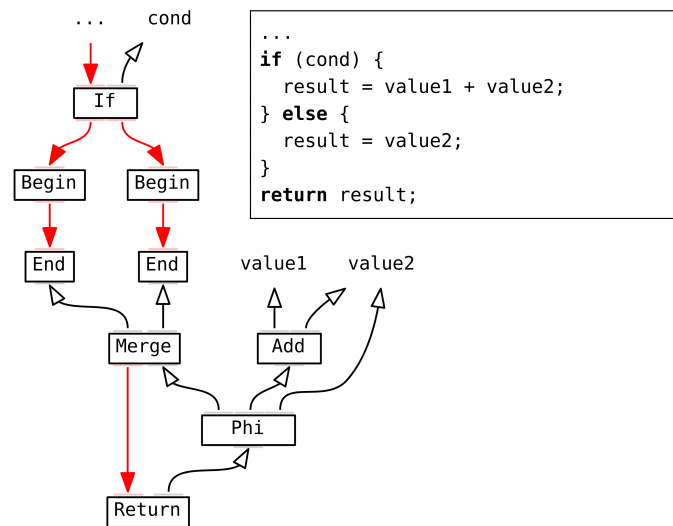 ... cond
If
Begin Begin
End End value1 value2
Merge Add
Phi
Return
...
if (cond) {
  result = value1 + value2;
} else {
  result = value2;
}
return result;